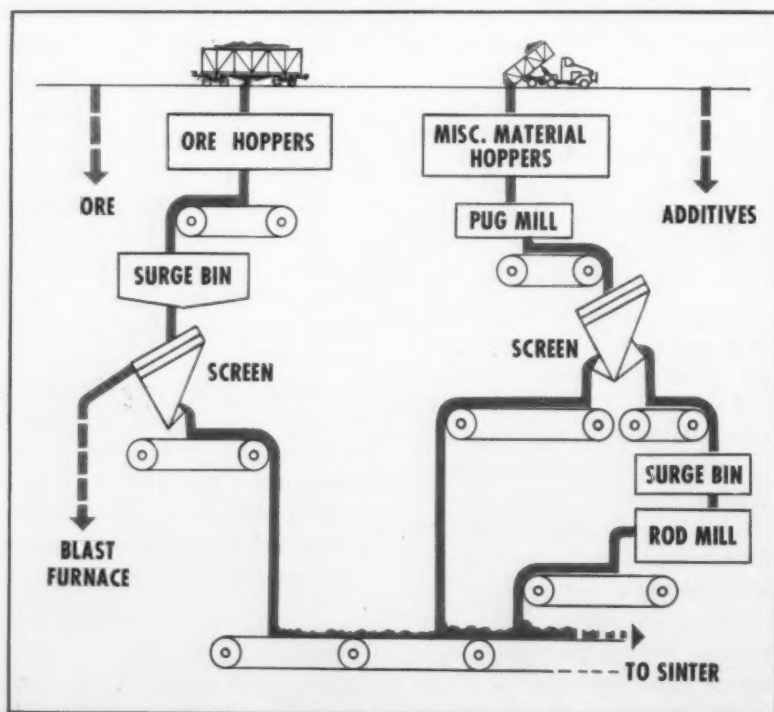 ORE HOPPERS
MISC. MATERIAL
HOPPERS
ORE
PUG MILL
ADDITIVES
SURGE BIN
SCREEN
SCREEN
SURGE BIN
BLAST
FURNACE
ROD MILL
TO SINTER